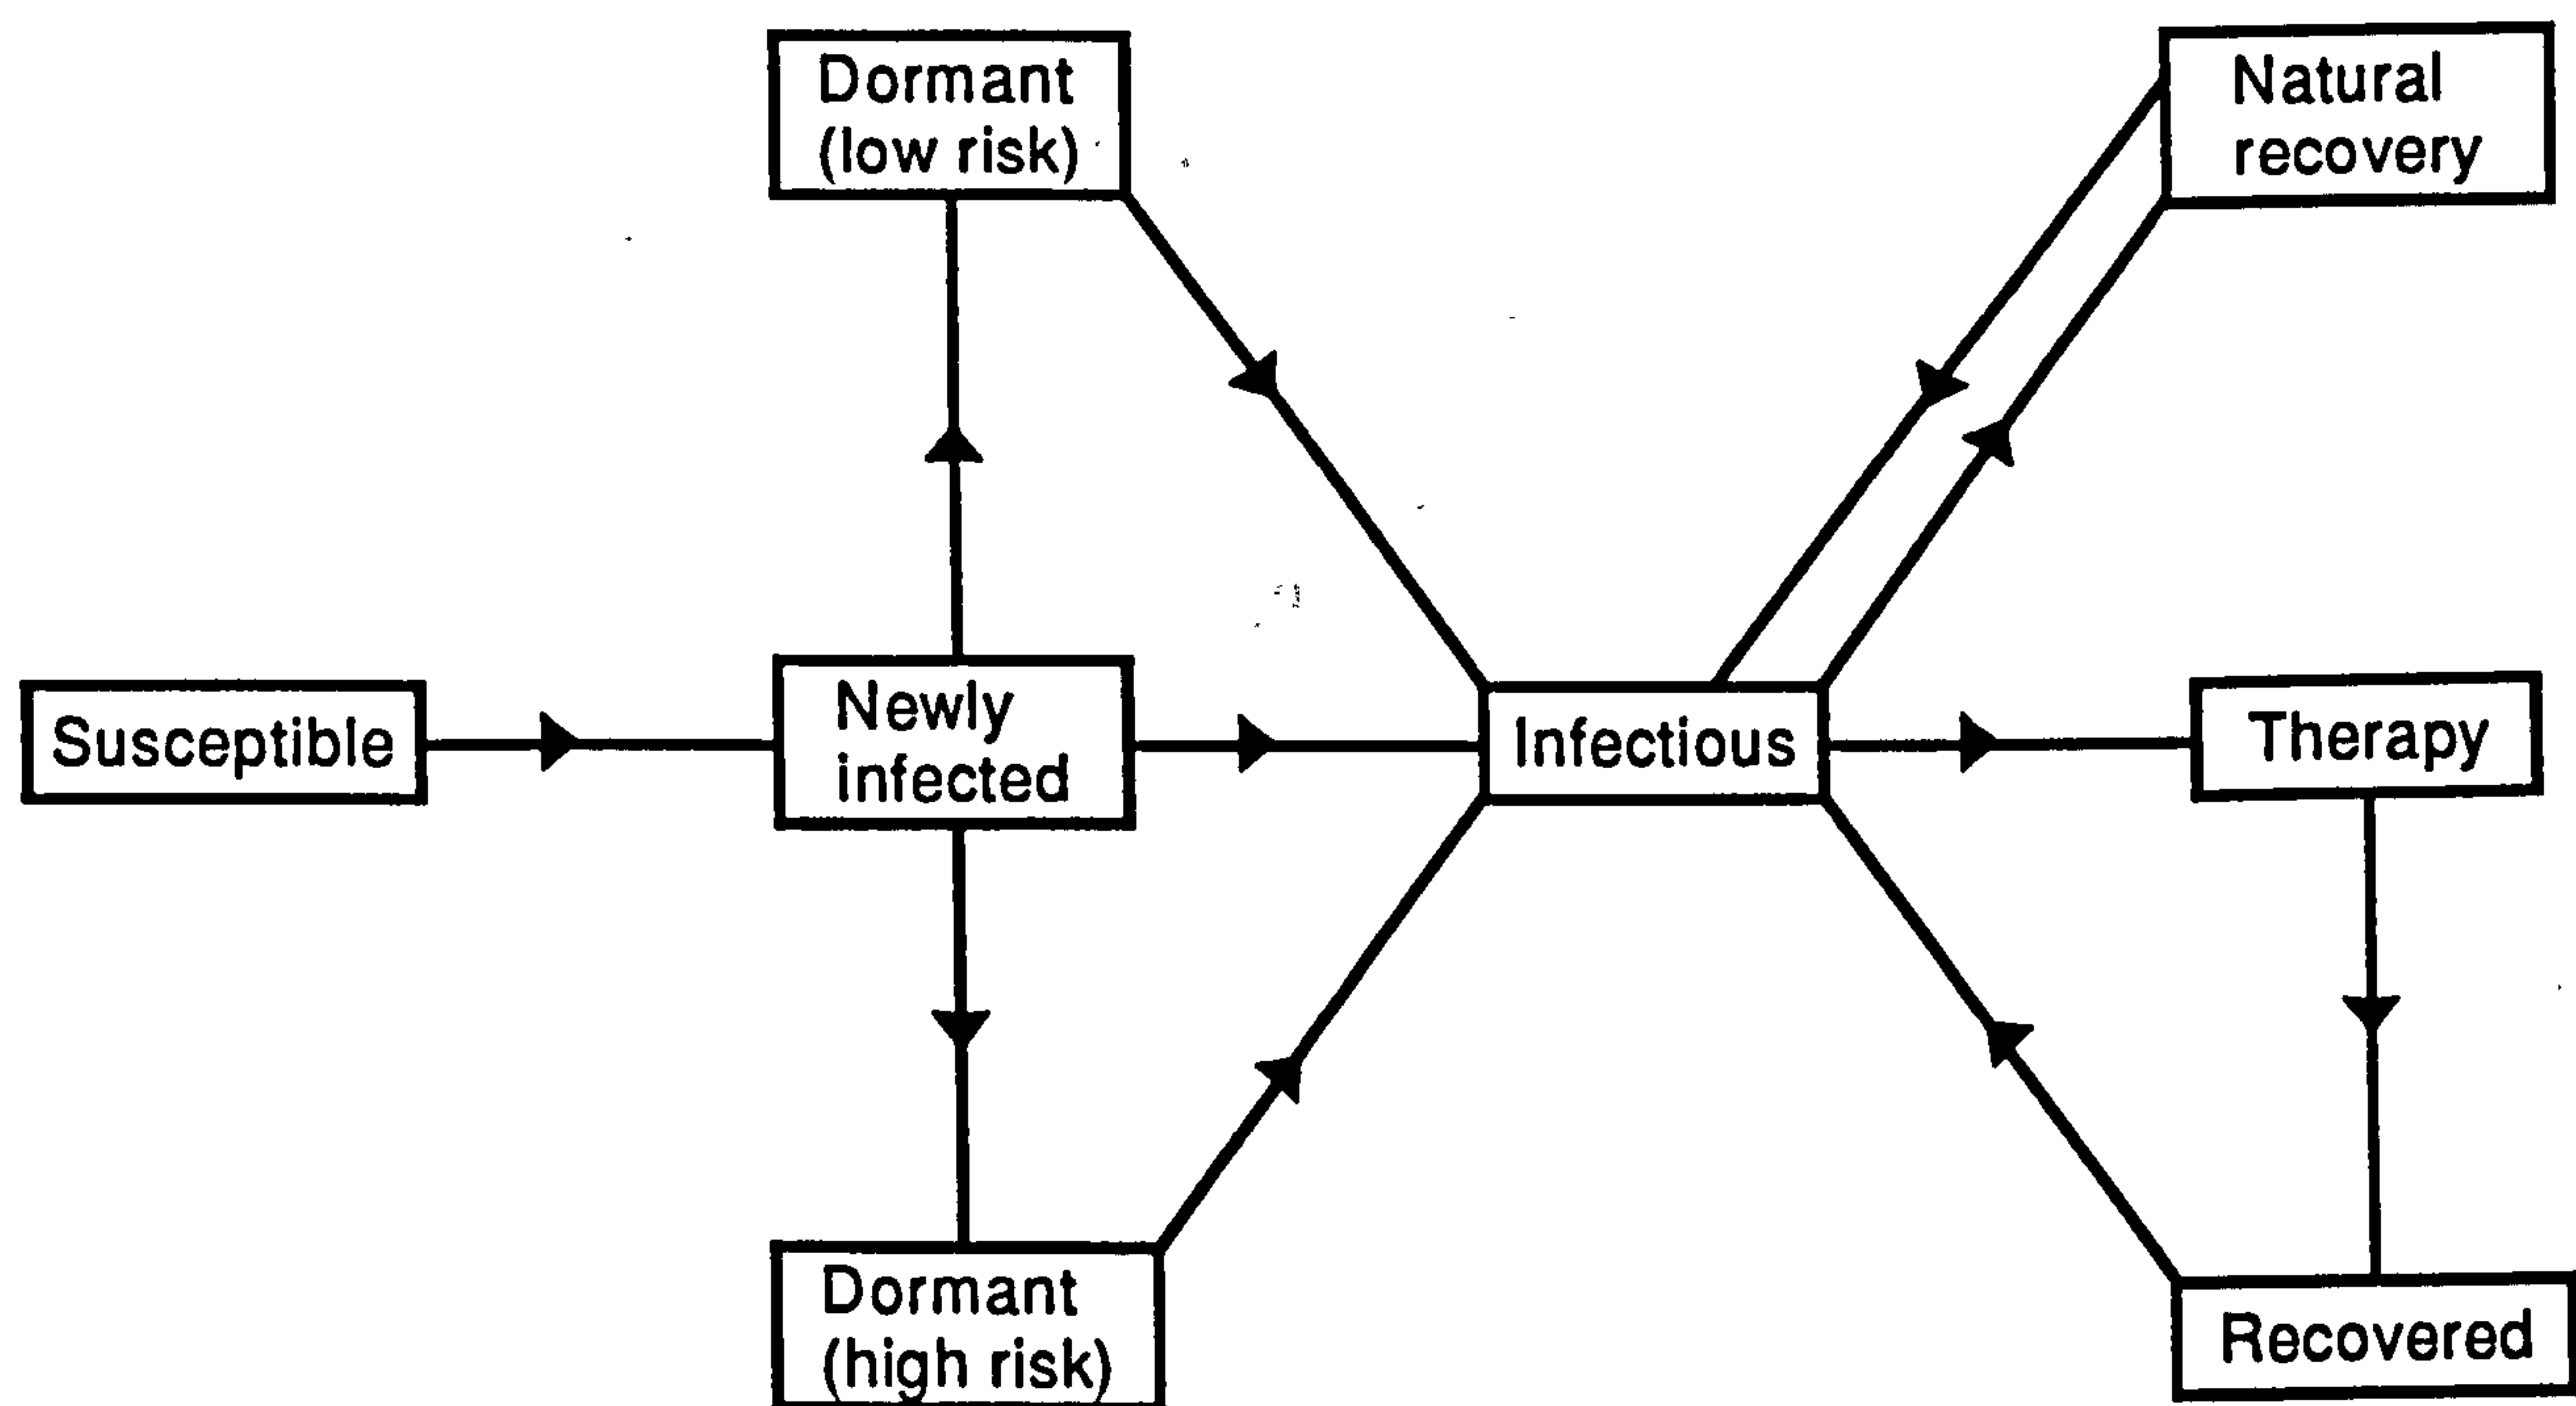 Dormant
(low risk)
Natural
recovery
Susceptible
Newly
infected
Infectious
Therapy
Dormant
(high risk)
Recovered